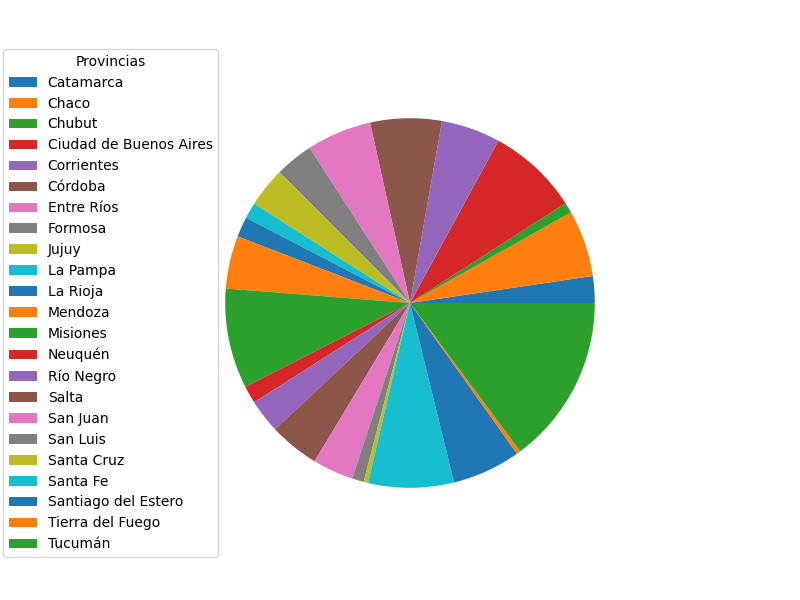 Provincias
Catamarca
Chaco
Chubut
Ciudad de Buenos Aires
Corrientes
Córdoba
Entre Ríos
Formosa
Jujuy
La Pampa
La Rioja
Mendoza
Misiones
Neuquén
Río Negro
Salta
San Juan
San Luis
Santa Cruz
Santa Fe
Santiago del Estero
Tierra del Fuego
Tucumán